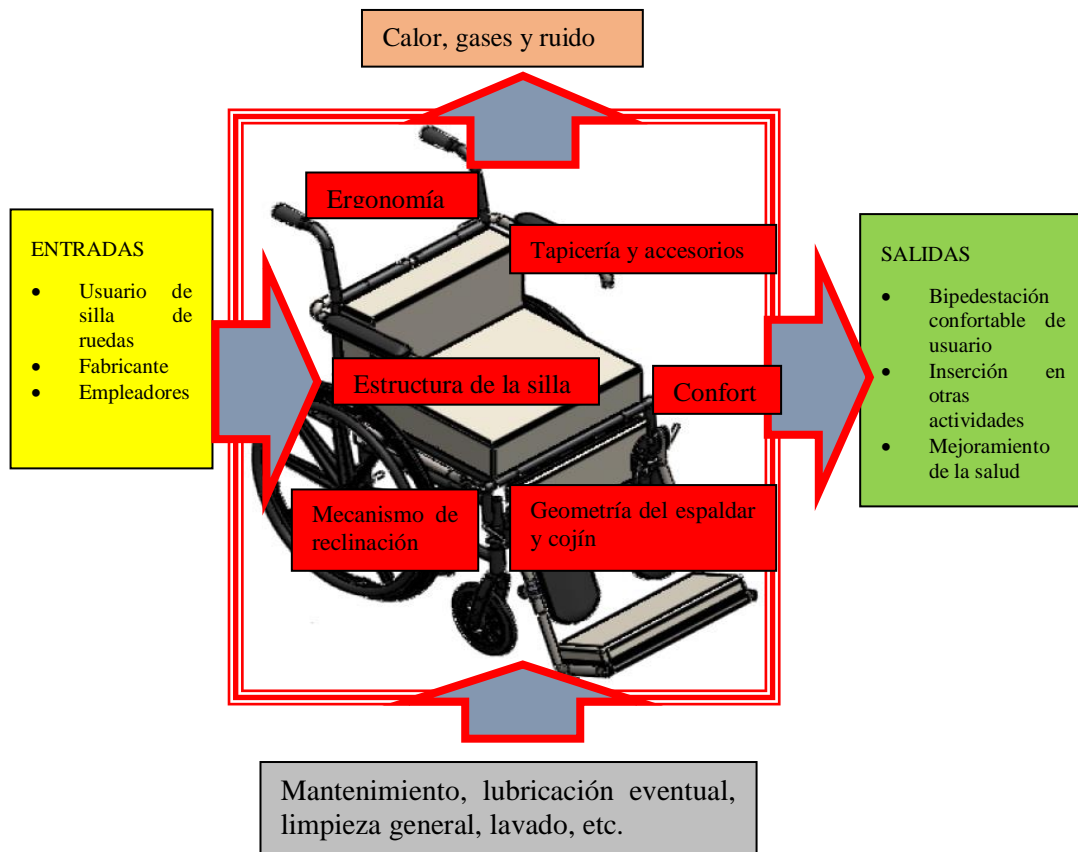 Calor, gases y ruido
Ergonomía
Tapicería y accesorios
ENTRADAS
• Usuario de
silla de
ruedas
• Fabricante
• Empleadores
Estructura de la silla
Confort
SALIDAS
• Bipedestación
confortable de
usuario
• Inserción en
otras
actividades
• Mejoramiento
de la salud
Mecanismo de
reclinación
Geometría del espaldar
y cojín
Mantenimiento, lubricación eventual,
limpieza general, lavado, etc.